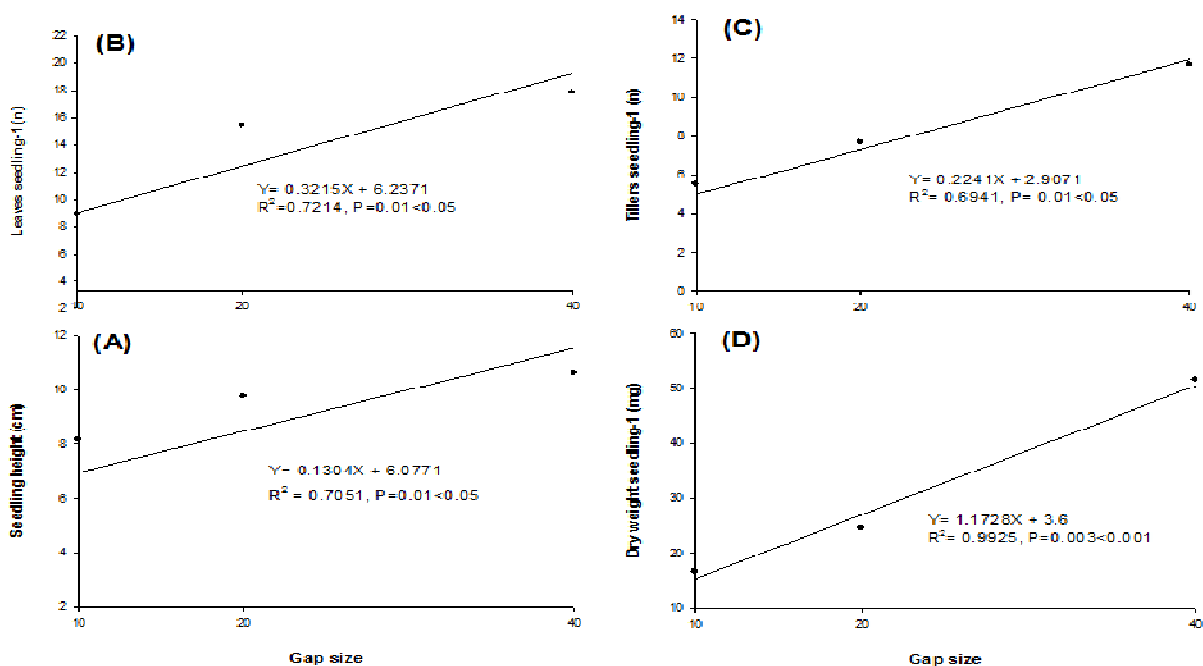 (B)
Leaves seedling-1 (n)
22
20
18
16
14
12
10
8
6
4
2
Y= 0.3215X + 6.2371
R²=0.7214, P=0.01<0.05
10 20 40
(C)
Tillers seedling-1 (n)
14
12
10
8
6
4
2
0
Y= 0.2241X + 2.9071
R²= 0.6941, P= 0.01<0.05
10 20 40
(A)
Seedling height (cm)
12
10
8
6
4
2
Y= 0.1304X + 6.0771
R² = 0.7051, P=0.01<0.05
10 20 40
Gap size
(D)
Dry weight seedling-1 (mg)
60
50
40
30
20
10
Y= 1.1728X + 3.6
R²= 0.9925, P=0.003<0.001
10 20 40
Gap size